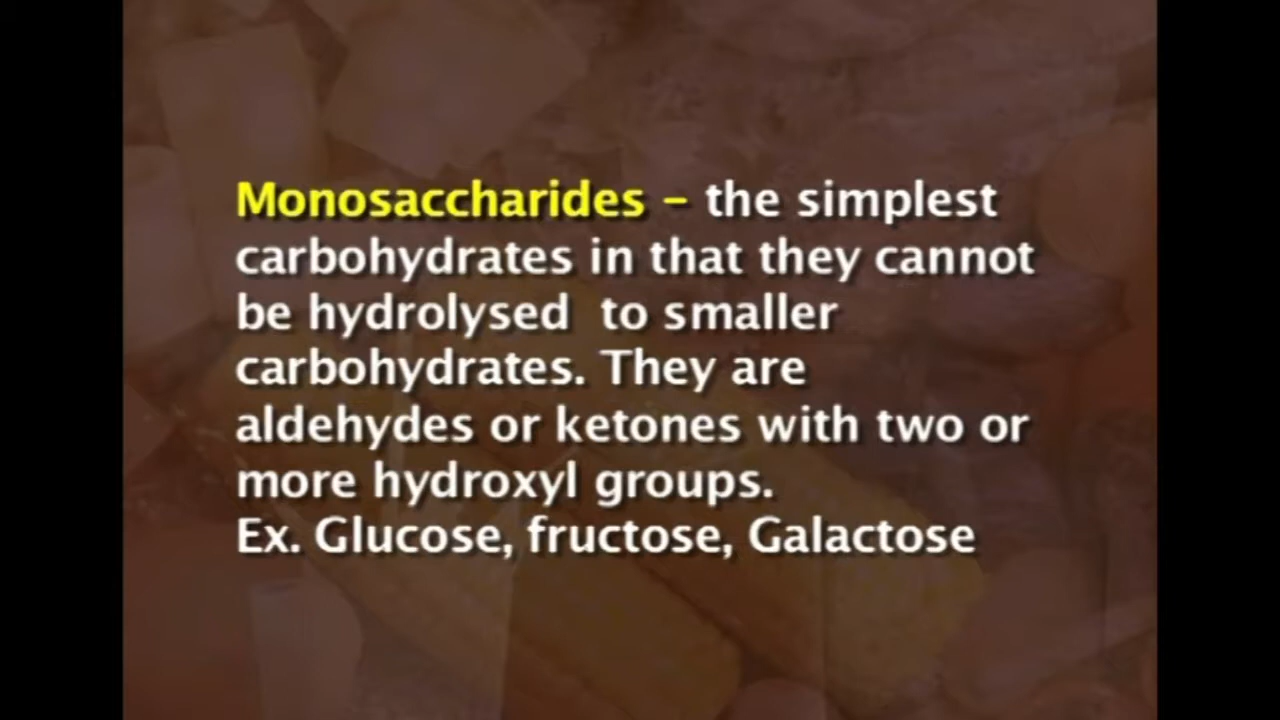 Monosaccharides – the simplest
carbohydrates in that they cannot
be hydrolysed  to smaller
carbohydrates. They are
aldehydes or ketones with two or
more hydroxyl groups.
Ex. Glucose, fructose, Galactose